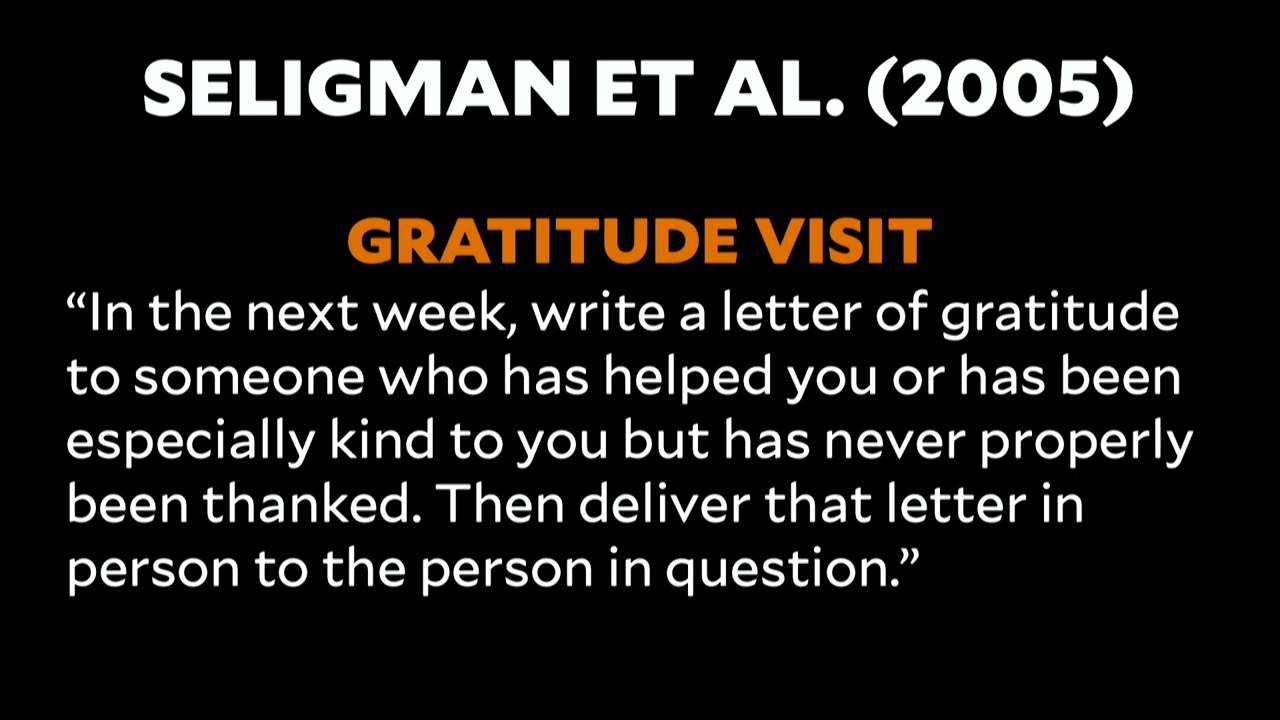 SELIGMAN ET AL. (2005)
GRATITUDE VISIT
“In the next week, write a letter of gratitude
to someone who has helped you or has been
especially kind to you but has never properly
been thanked. Then deliver that letter in
person to the person in question.”